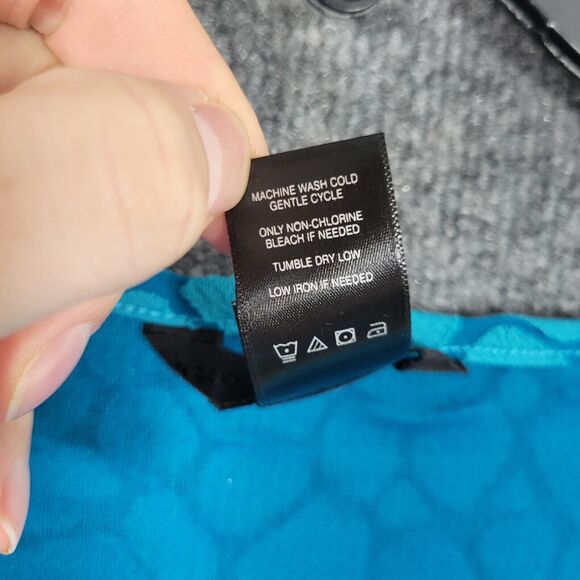 MACHINE WASH COLD
GENTLE CYCLE
ONLY NON-CHLORINE
BLEACH IF NEEDED
TUMBLE DRY LOW
LOW IRON IF NEEDED